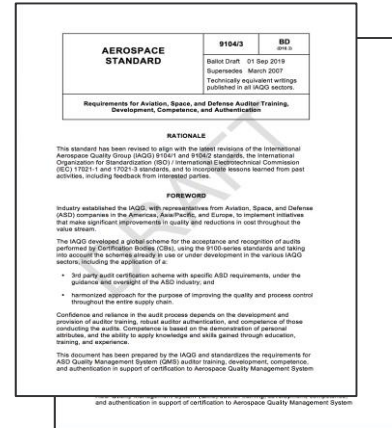 AEROSPACE
STANDARD
9104/3
BD
Ballot Draft 01 Sep 2019
Supersedes March 2007
Technically equivalent writings
published in all IAQG sectors.
Requirements for Aviation, Space, and Defense Auditor Training,
Development, Competence, and Authentication
RATIONALE
This standard has been revised to align with the latest revisions of the International
Aerospace Quality Group (IAQG) 9104/1 and 9104/2 standards, the International
Organization for Standardization (ISO) / International Electrotechnical Commission
(IEC) 17021-1 and 17021-3 standards, and to incorporate lessons learned from past
activities, including feedback from interested parties.
FOREWORD
Industry established the IAQG, with representatives from Aviation, Space, and Defense
(ASD) companies in the Americas, Asia/Pacific, and Europe, to implement initiatives
that make significant improvements in quality and reductions in cost throughout the
value stream.
The IAQG developed a global scheme for the acceptance and recognition of audits
performed by Certification Bodies (CBs), using the 9100-series standards and taking
into account the schemes already in use or under development in the various IAQG
sectors, including the application of a:
• 3rd party audit certification scheme with specific ASD requirements, under the
guidance and oversight of the ASD industry; and
• harmonized approach for the purpose of improving the quality and process control
throughout the entire supply chain.
Confidence and reliance in the audit process depends on the development and
provision of auditor training, robust auditor authentication, and competence of those
conducting the audits. Competence is based on the demonstration of personal
attributes, and the ability to apply knowledge and skills gained through education,
training, and experience.
This document has been prepared by the IAQG and standardizes the requirements for
ASD Quality Management System (QMS) auditor training, development, competence,
and authentication in support of certification to Aerospace Quality Management System
and authentication in support of certification to Aerospace Quality Management System
DRAFT